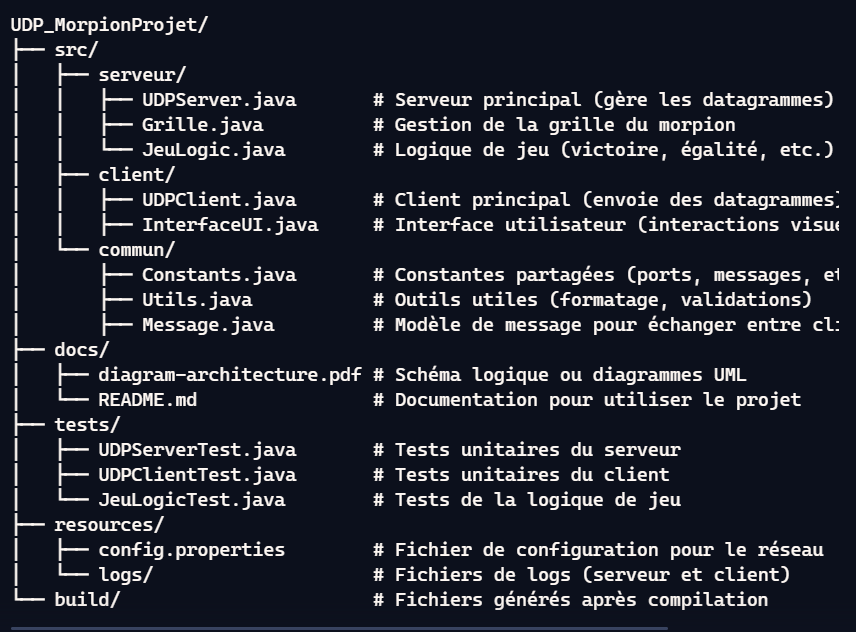 UDP_MorpionProjet/
├── src/
│   ├── serveur/
│   │   ├── UDPServer.java       # Serveur principal (gère les datagrammes)
│   │   ├── Grille.java          # Gestion de la grille du morpion
│   │   └── JeuLogic.java        # Logique de jeu (victoire, égalité, etc.)
│   ├── client/
│   │   ├── UDPClient.java       # Client principal (envoie des datagrammes)
│   │   ├── InterfaceUI.java     # Interface utilisateur (interactions
│   └── commun/
│       ├── Constants.java       # Constantes partagées (ports, messages,
│       ├── Utils.java           # Outils utiles (formatage, validations)
│       ├── Message.java         # Modèle de message pour échanger entre
├── docs/
│   ├── diagram-architecture.pdf # Schéma logique ou diagrammes UML
│   └── README.md                # Documentation pour utiliser le projet
├── tests/
│   ├── UDPServerTest.java       # Tests unitaires du serveur
│   ├── UDPClientTest.java       # Tests unitaires du client
│   └── JeuLogicTest.java        # Tests de la logique de jeu
├── resources/
│   ├── config.properties        # Fichier de configuration pour le réseau
│   └── logs/                    # Fichiers de logs (serveur et client)
└── build/                       # Fichiers générés après compilation